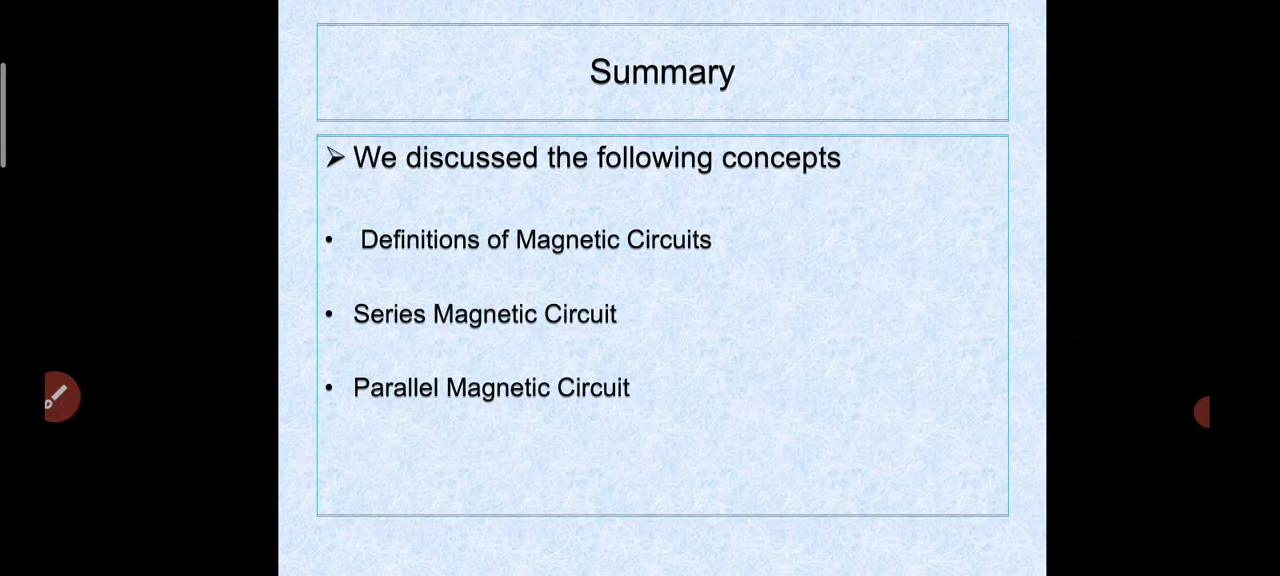 Summary
➢ We discussed the following concepts
• Definitions of Magnetic Circuits
• Series Magnetic Circuit
• Parallel Magnetic Circuit